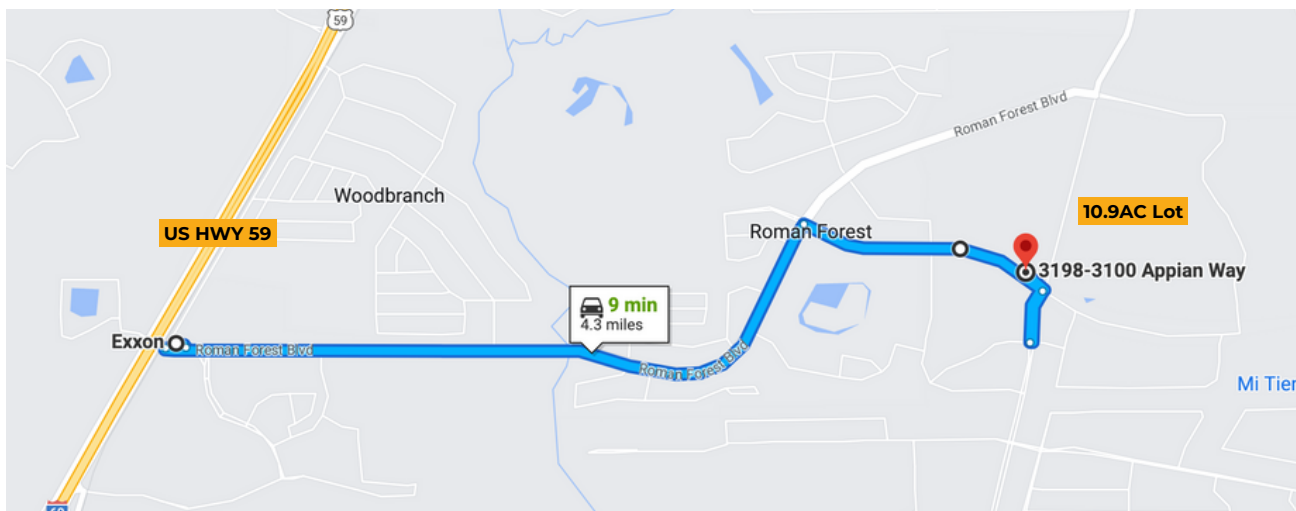 59
Roman Forest Blvd
Woodbranch
10.9AC Lot
US HWY 59
Roman Forest
3198-3100 Appian Way
9 min
4.3 miles
Exxon
Roman Forest Blvd
Roman Forest Blvd
Mi Tier